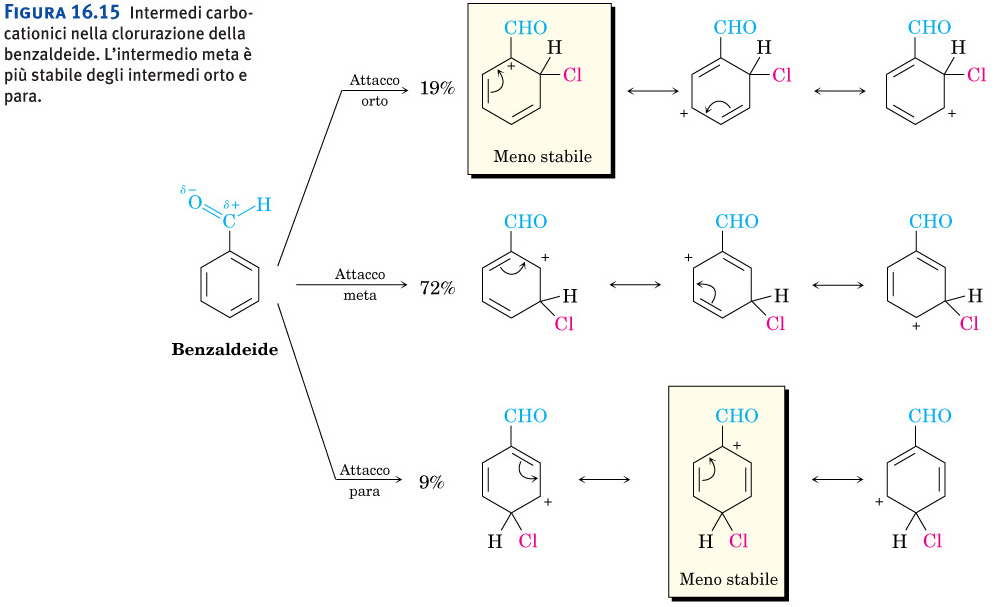 FIGURA 16.15 Intermedi carbo-
cationici nella clorurazione della
benzaldeide. L'intermedio meta è
più stabile degli intermedi orto e
para.
Attacco
orto
19%
CHO
+
H
Cl
Meno stabile
CHO
H
Cl
+
CHO
H
Cl
+
δ−
O
δ+
C
H
Benzaldeide
Attacco
meta
72%
CHO
+
H
Cl
CHO
+
H
Cl
CHO
H
Cl
+
Attacco
para
9%
CHO
+
H Cl
CHO
+
H Cl
Meno stabile
CHO
+
H Cl